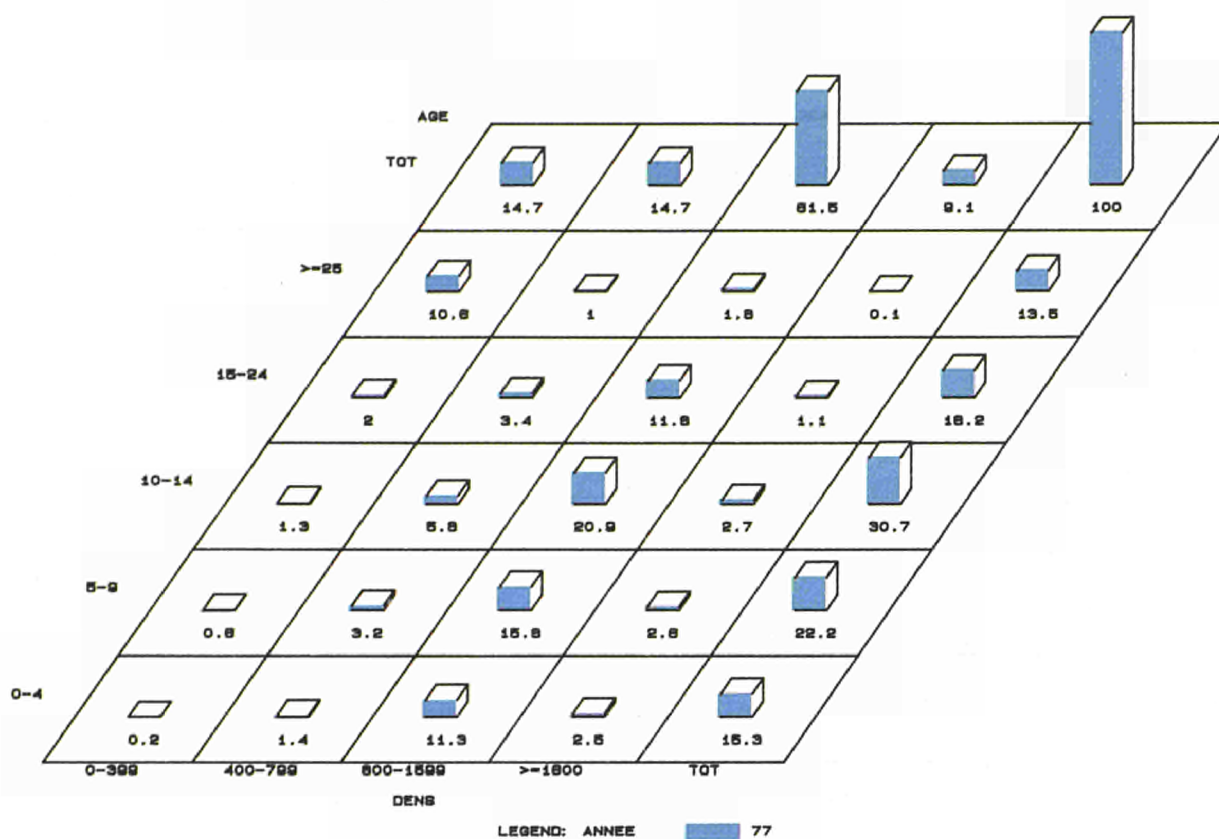 AGE
TOT
14.7 14.7 61.5 9.1 100
>=25
10.6 1 1.8 0.1 13.5
15-24
2 3.4 11.6 1.1 18.2
10-14
1.3 5.8 20.9 2.7 30.7
5-9
0.6 3.2 15.8 2.6 22.2
0-4
0.2 1.4 11.3 2.5 15.3
0-399 400-799 800-1599 >=1600 TOT
DENS
LEGEND: ANNEE 77